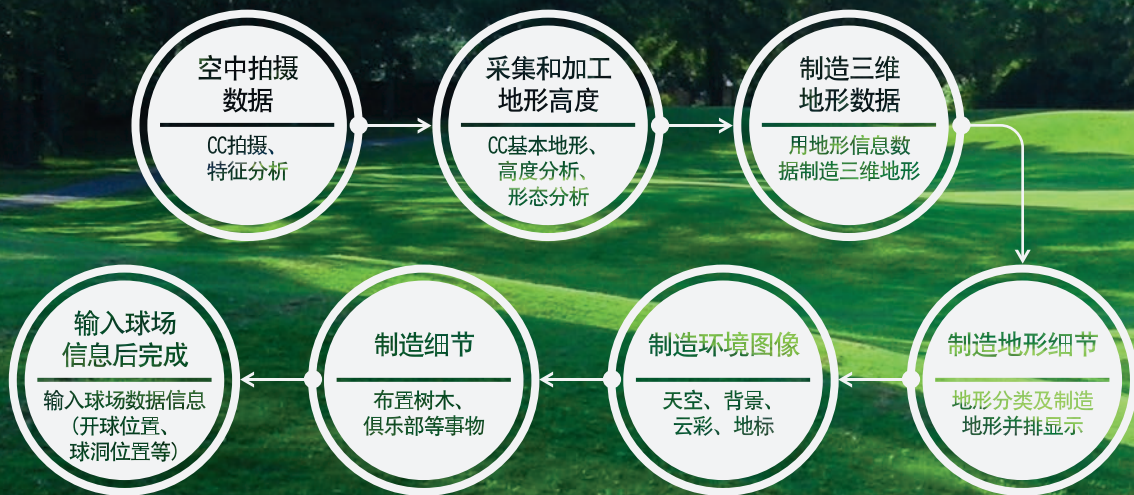 空中拍摄
数据
CC拍摄、
特征分析
采集和加工
地形高度
CC基本地形、
高度分析、
形态分析
制造三维
地形数据
用地形信息数
据制造三维地形
制造地形细节
地形分类及制造
地形并排显示
制造环境图像
天空、背景、
云彩、地标
制造细节
布置树木、
俱乐部等事物
输入球场
信息后完成
输入球场数据信息
（开球位置、
球洞位置等）